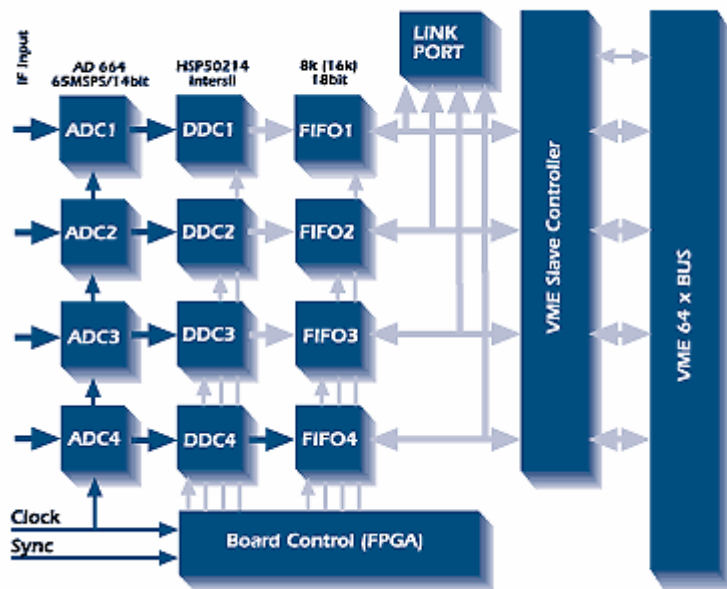 IF Input
AD 664
65MSPS/14bit
HSP50214
Intersil
8k (16k)
18bit
LINK
PORT
ADC1
DDC1
FIFO1
ADC2
DDC2
FIFO2
ADC3
DDC3
FIFO3
ADC4
DDC4
FIFO4
VME Slave Controller
VME 64 x BUS
Clock
Sync
Board Control (FPGA)